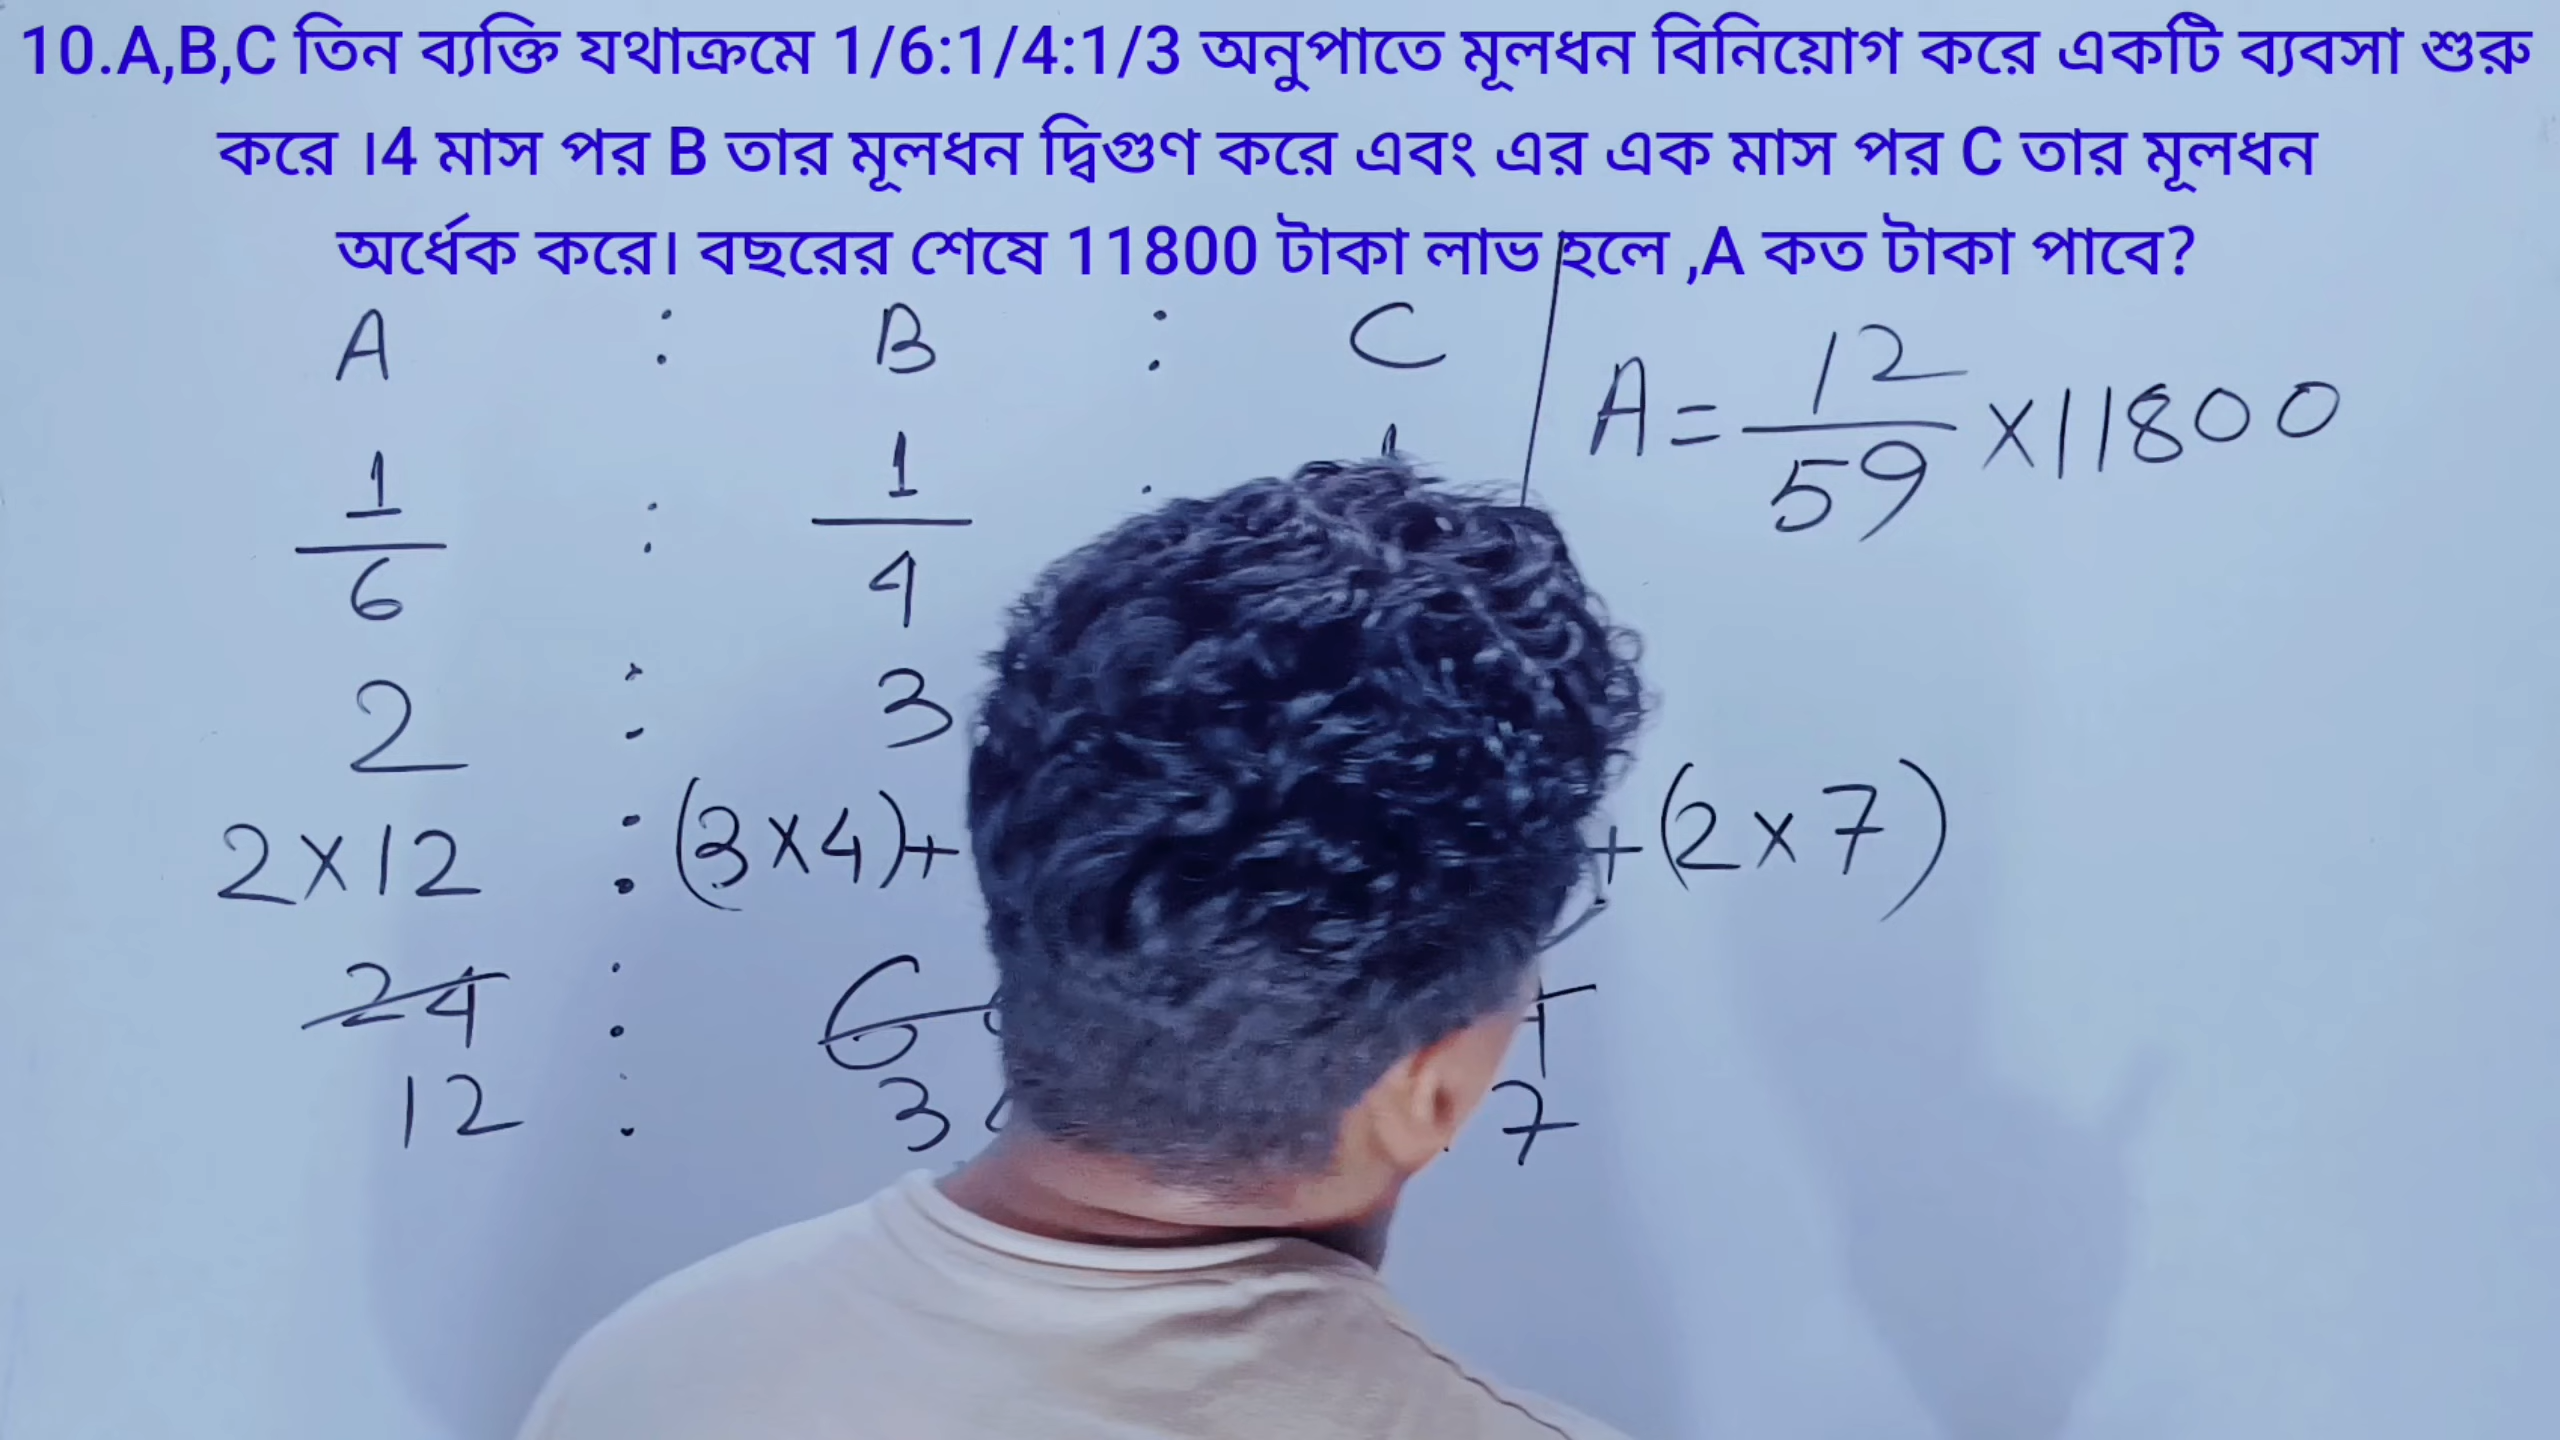 10.A,B,C তিন ব্যক্তি যথাক্রমে 1/6:1/4:1/3 অনুপাতে মূলধন বিনিয়োগ করে একটি ব্যবসা শুরু
করে ।4 মাস পর B তার মূলধন দ্বিগুণ করে এবং এর এক মাস পর C তার মূলধন
অর্ধেক করে। বছরের শেষে 11800 টাকা লাভ হলে ,A কত টাকা পাবে?
A : B : C
A = 12/59 × 11800
1/6 : 1/4 :
2 : 3
2×12 : (3×4)+ +(2×7)
24 : 6
12 : 3 7